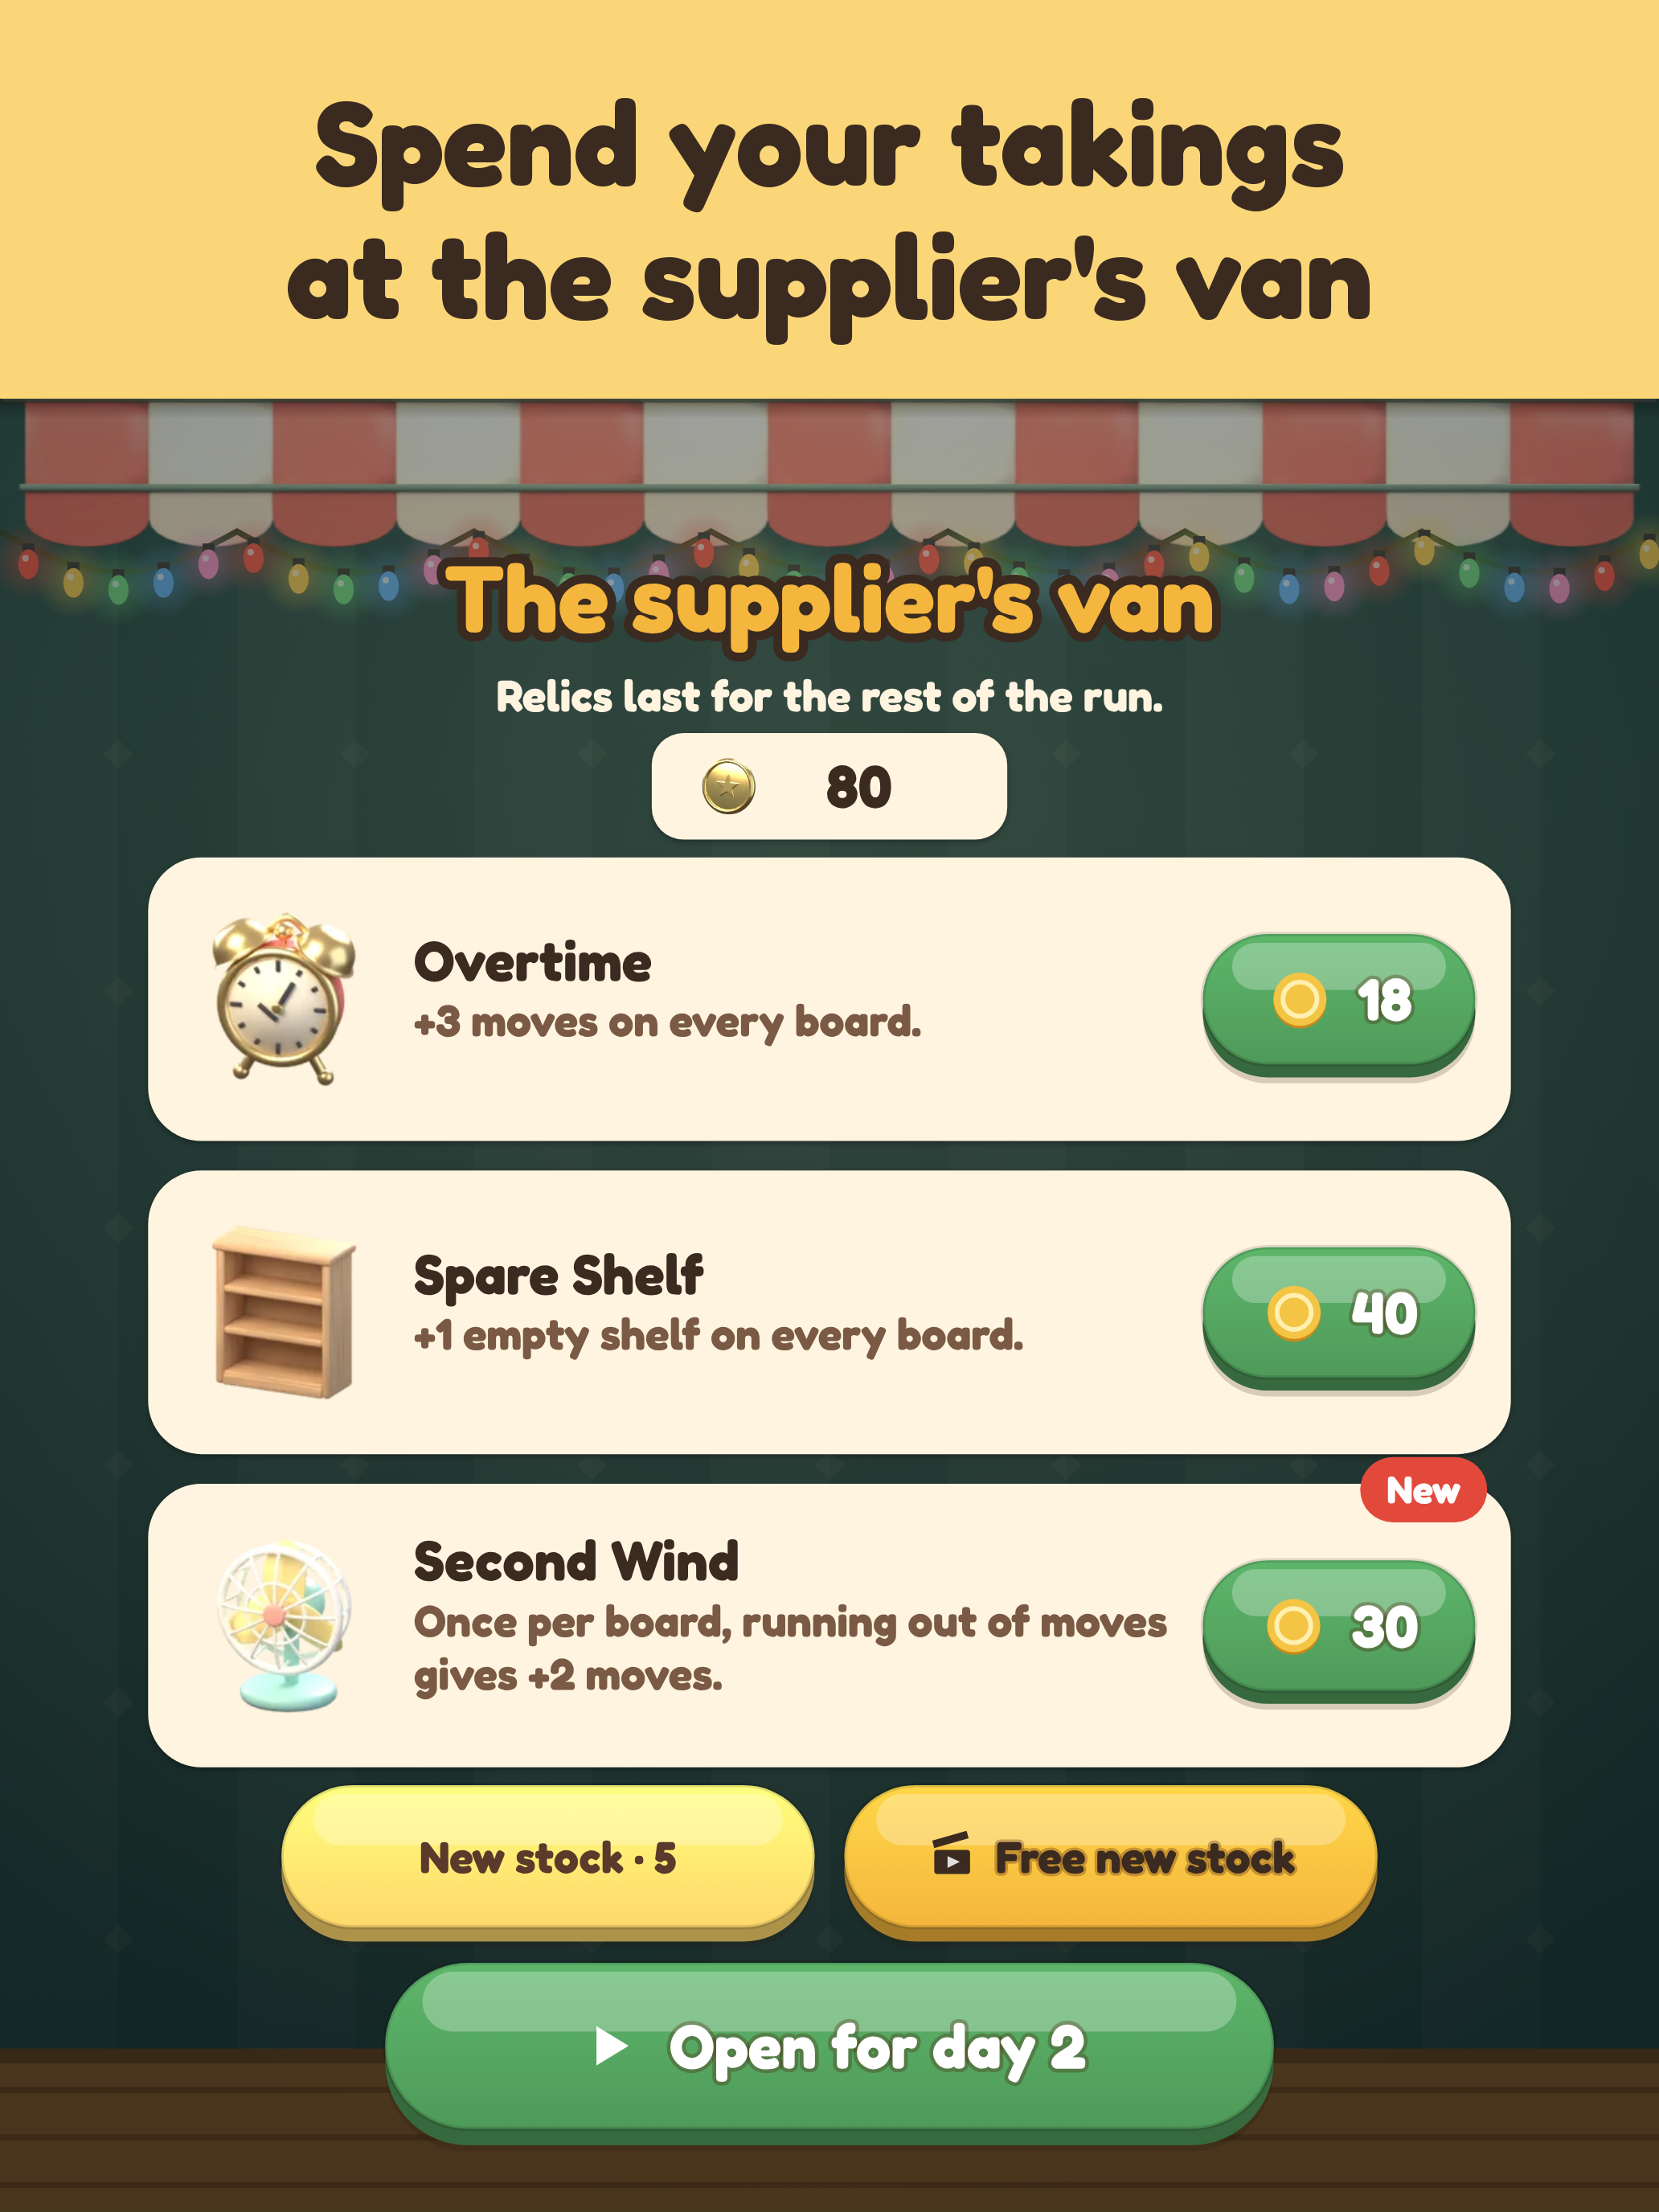 Spend your takings
at the supplier's van
The supplier's van
Relics last for the rest of the run.
80
Overtime
+3 moves on every board.
18
Spare Shelf
+1 empty shelf on every board.
40
New
Second Wind
Once per board, running out of moves
gives +2 moves.
30
New stock · 5
Free new stock
Open for day 2